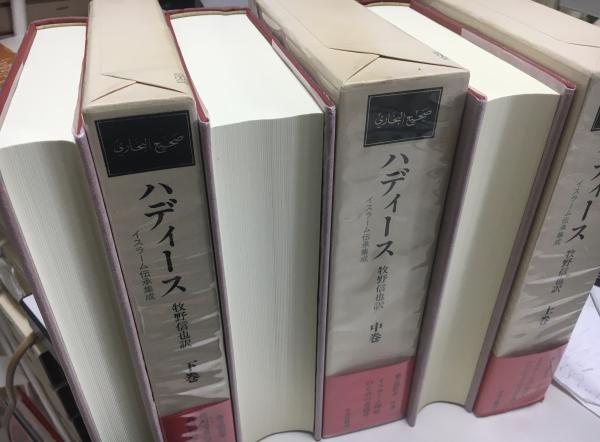 صحيح البخاري
ハディース
イスラーム伝承集成
牧野信也訳
下巻
صحيح البخاري
ハディース
イスラーム伝承集成
牧野信也訳
中巻
ディース
イスラーム伝承集成
牧野信也訳
上巻